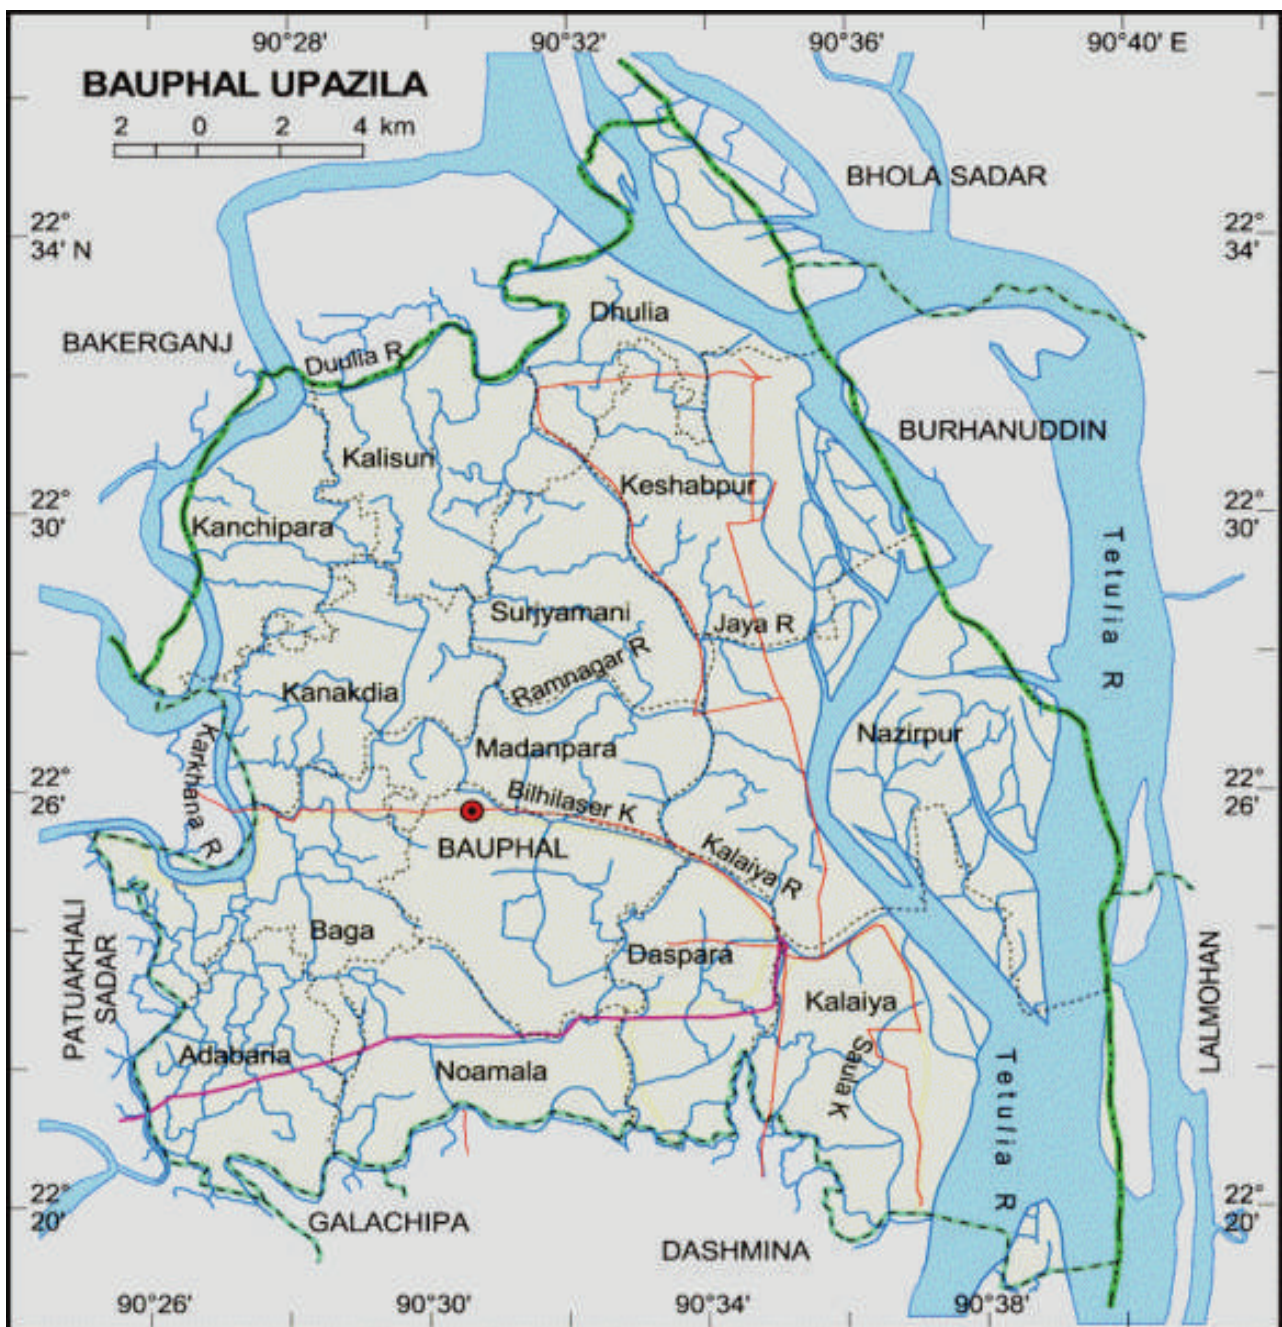 90°28' 90°32' 90°36' 90°40' E
BAUPHAL UPAZILA
2 0 2 4 km
BHOLA SADAR
22° 22°
34' N 34'
Dhulia
BAKERGANJ
Duulia R
BURHANUDDIN
Kalisuri
Keshabpur
22° 22°
30' 30'
Kanchipara
Tetulia R
Surjyamani
Jaya R
Ramnagar R
Kanakdia
Nazirpur
Madanpara
Karkhana R
22° 22°
26' 26'
Bilhilaser K
BAUPHAL
Kalaiya R
Baga
Daspara
PATUAKHALI
SADAR
LALMOHAN
Kalaiya
Adabaria
Noamala
Saula K
Tetulia R
22° 22°
20' 20'
GALACHIPA
DASHMINA
90°26' 90°30' 90°34' 90°38'